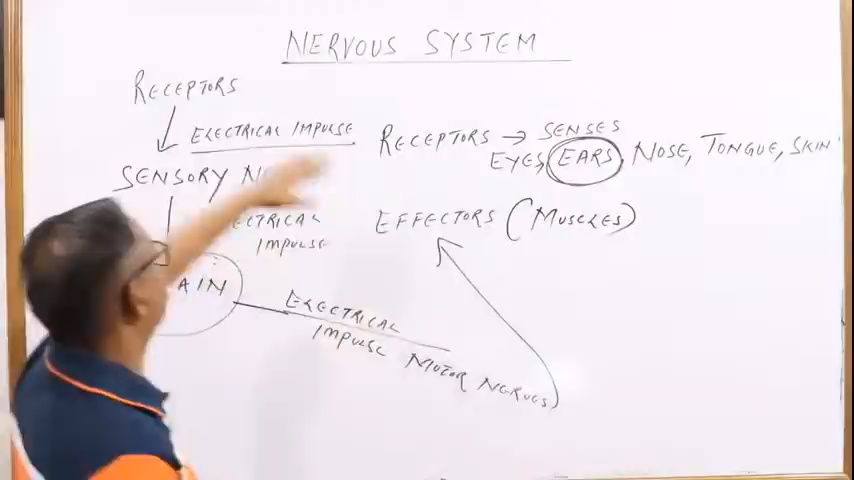 NERVOUS SYSTEM
RECEPTORS
ELECTRICAL IMPULSE
SENSORY
RECEPTORS → SENSES
EYES, EARS NOSE, TONGUE, SKIN
EFFECTORS (MUSCLES)
IMPULSE
ELECTRICAL
IMPULSE MOTOR NERVES